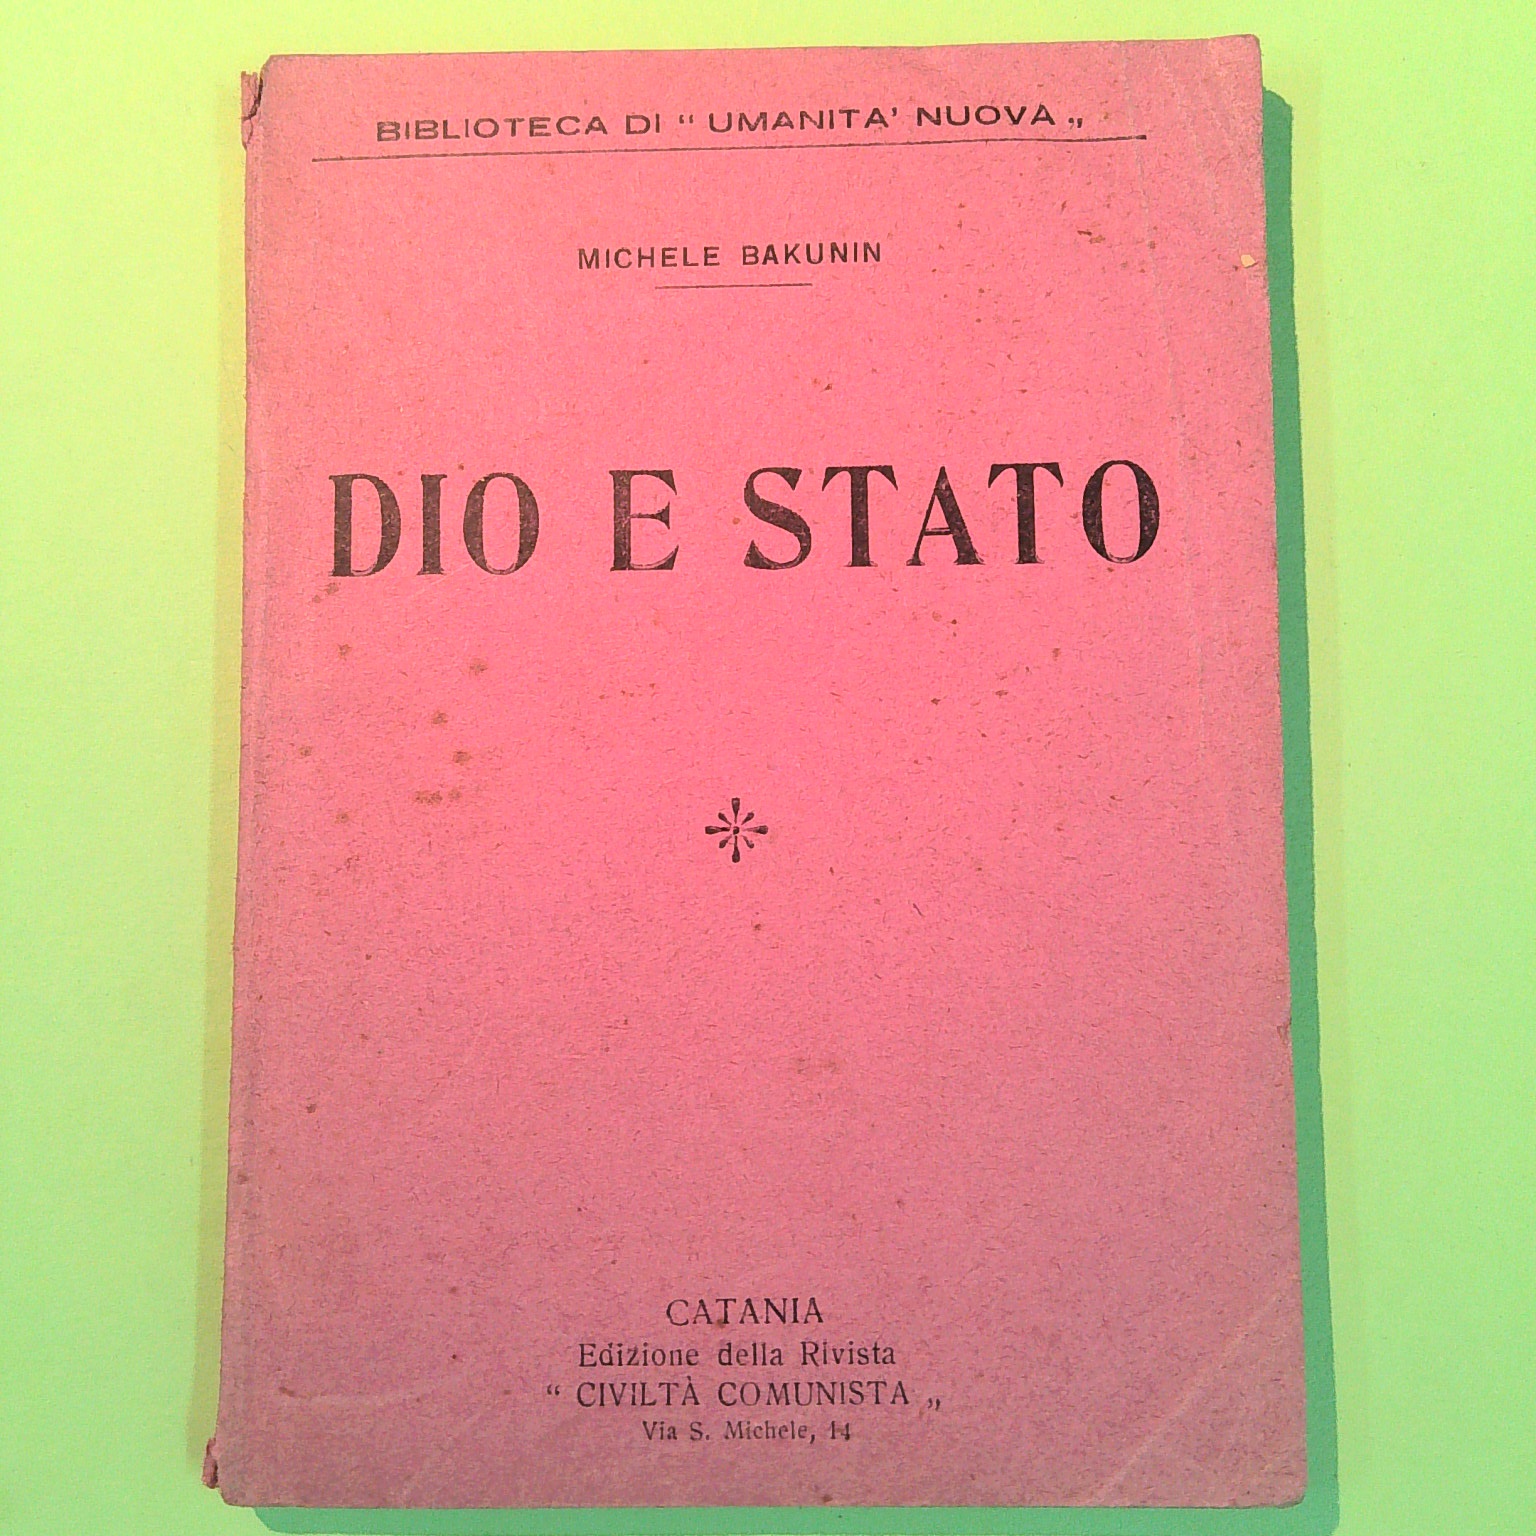 BIBLIOTECA DI “ UMANITA' NUOVA „
MICHELE BAKUNIN
DIO E STATO
CATANIA
Edizione della Rivista
“ CIVILTÀ COMUNISTA „
Via S. Michele, 14